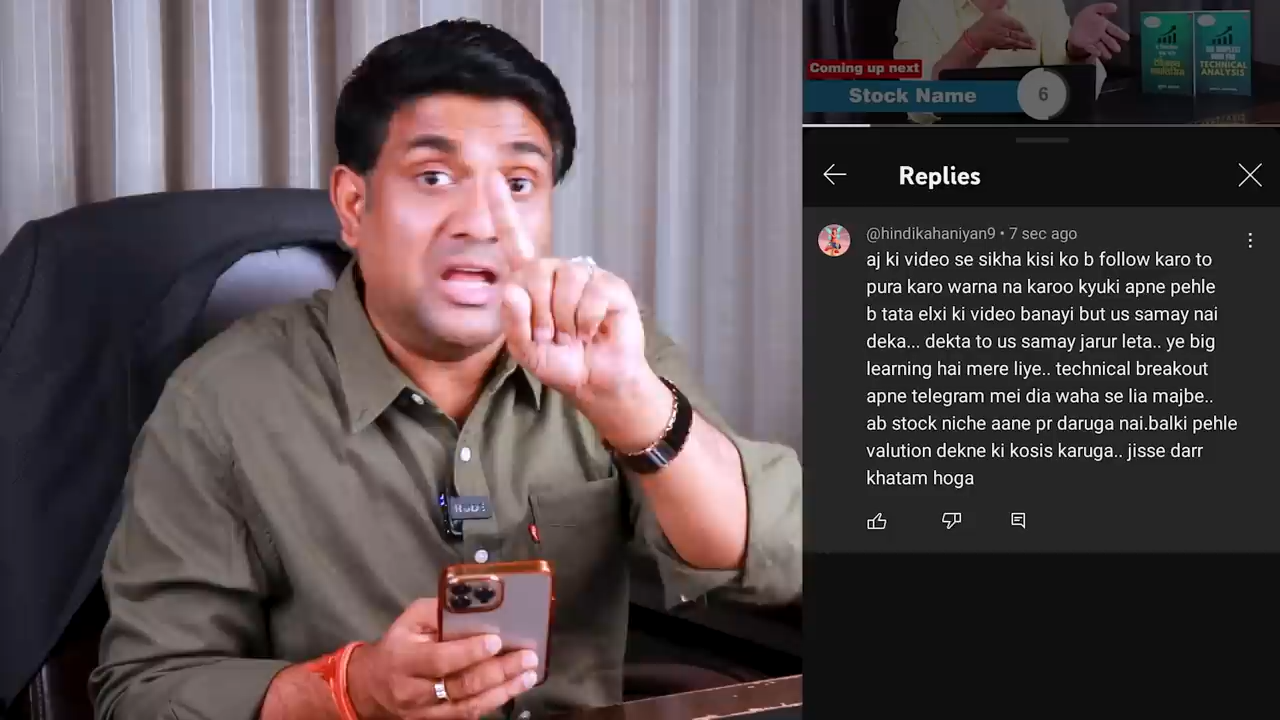 Coming up next
Stock Name
6
TECHNICAL
ANALYSIS
Replies
@hindikahaniyan9 • 7 sec ago
aj ki video se sikha kisi ko b follow karo to
pura karo warna na karoo kyuki apne pehle
b tata elxi ki video banayi but us samay nai
deka... dekta to us samay jarur leta.. ye big
learning hai mere liye.. technical breakout
apne telegram mei dia waha se lia majbe..
ab stock niche aane pr daruga nai.balki pehle
valution dekne ki kosis karuga.. jisse darr
khatam hoga